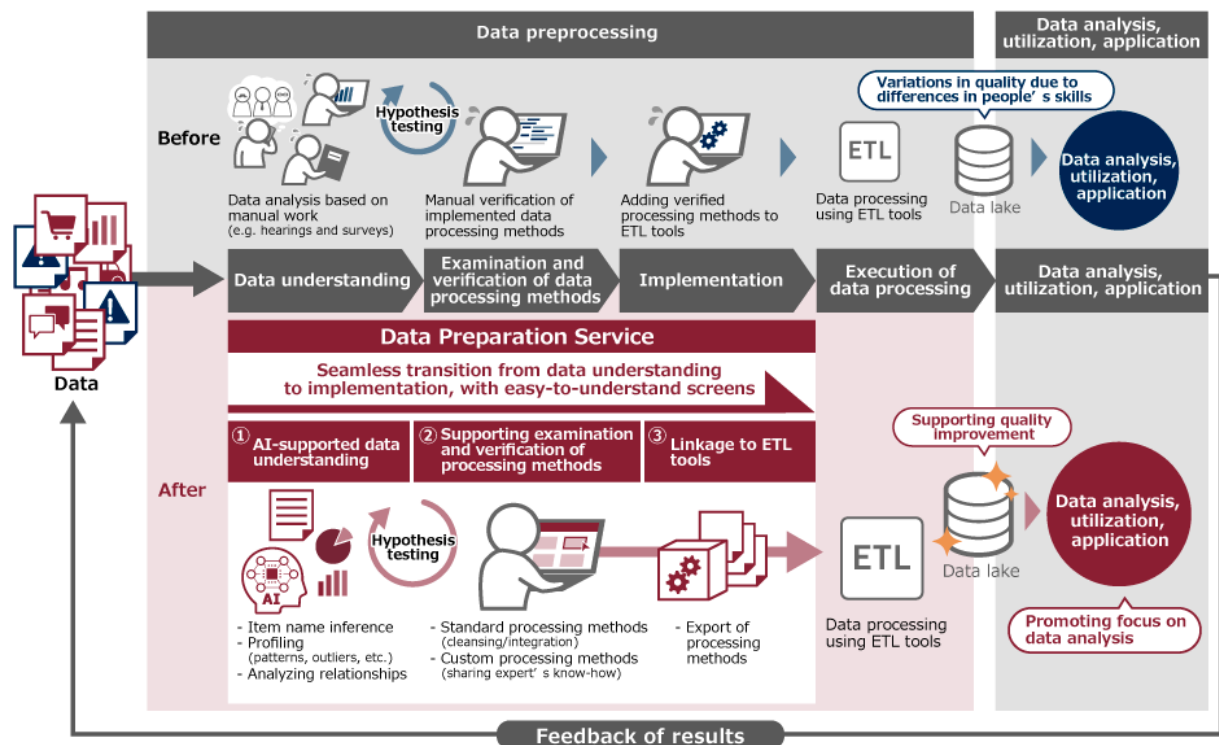 Data preprocessing
Data analysis,
utilization, application
Before
Hypothesis
testing
Variations in quality due to
differences in people's skills
ETL
Data analysis,
utilization,
application
Data analysis based on
manual work
(e.g. hearings and surveys)
Manual verification of
implemented data
processing methods
Adding verified
processing methods to
ETL tools
Data processing
using ETL tools
Data lake
Data
Data understanding
Examination and
verification of data
processing methods
Implementation
Execution of
data processing
Data analysis,
utilization, application
Data Preparation Service
Seamless transition from data understanding
to implementation, with easy-to-understand screens
① AI-supported data
understanding
② Supporting examination
and verification of
processing methods
③ Linkage to ETL
tools
After
AI
Hypothesis
testing
- Item name inference
- Profiling
(patterns, outliers, etc.)
- Analyzing relationships
- Standard processing methods
(cleansing/integration)
- Custom processing methods
(sharing expert's know-how)
- Export of
processing
methods
ETL
Data processing
using ETL tools
Supporting quality
improvement
Data lake
Data analysis,
utilization,
application
Promoting focus on
data analysis
Feedback of results